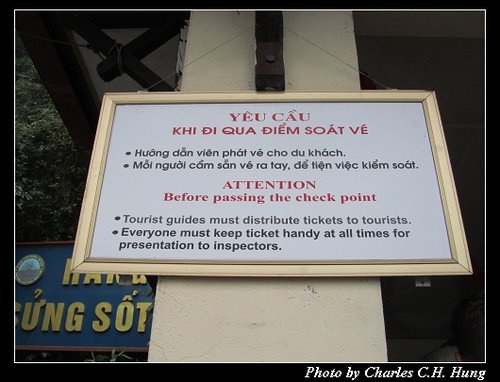 YÊU CẦU
KHI ĐI QUA ĐIỂM SOÁT VÉ
• Hướng dẫn viên phát vé cho du khách.
• Mỗi người cầm sẵn vé ra tay, để tiện việc kiểm soát.
ATTENTION
Before passing the check point
• Tourist guides must distribute tickets to tourists.
• Everyone must keep ticket handy at all times for
presentation to inspectors.
SỬNG SỐT
Photo by Charles C.H. Hung